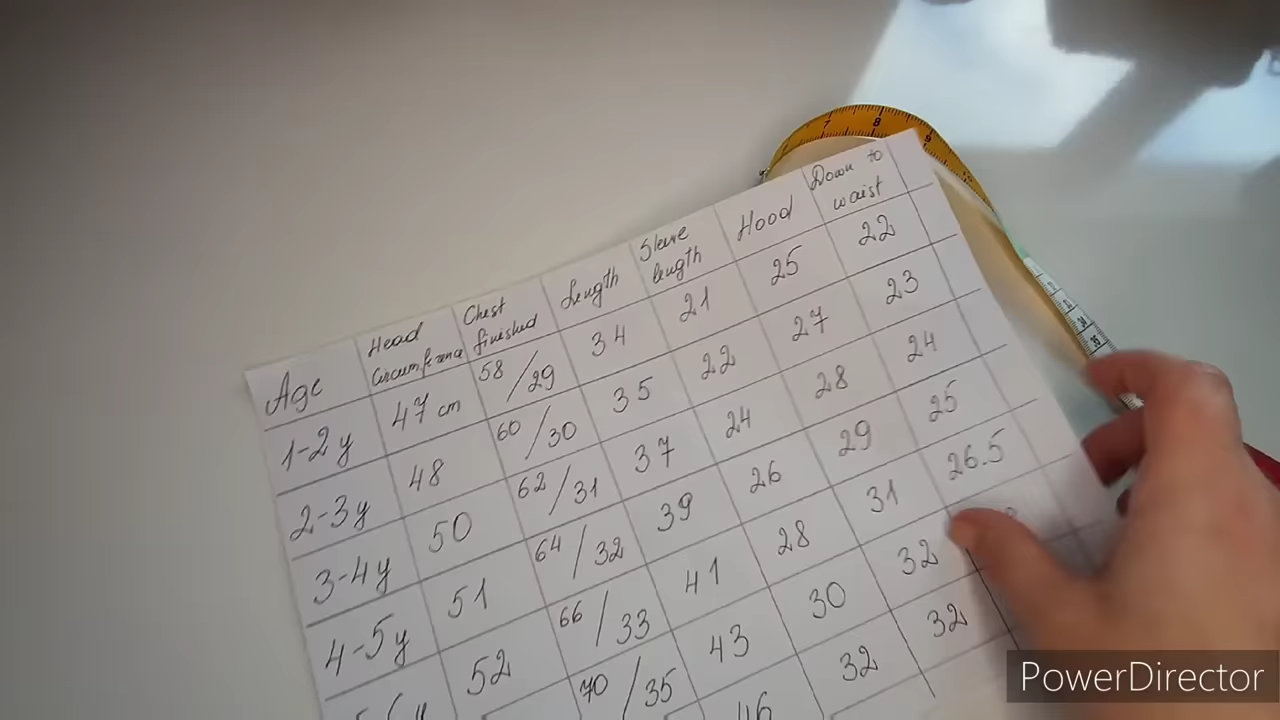 Age Head circumference Chest finished Length Sleeve length Hood Down to waist
1-2y 47 cm 58/29 34 21 25 22
2-3y 48 60/30 35 22 27 23
3-4y 50 62/31 37 24 28 24
4-5y 51 64/32 39 26 29 25
52 66/33 41 28 31 26.5
70/35 43 30 32
46 32 32
7 8 9
PowerDirector